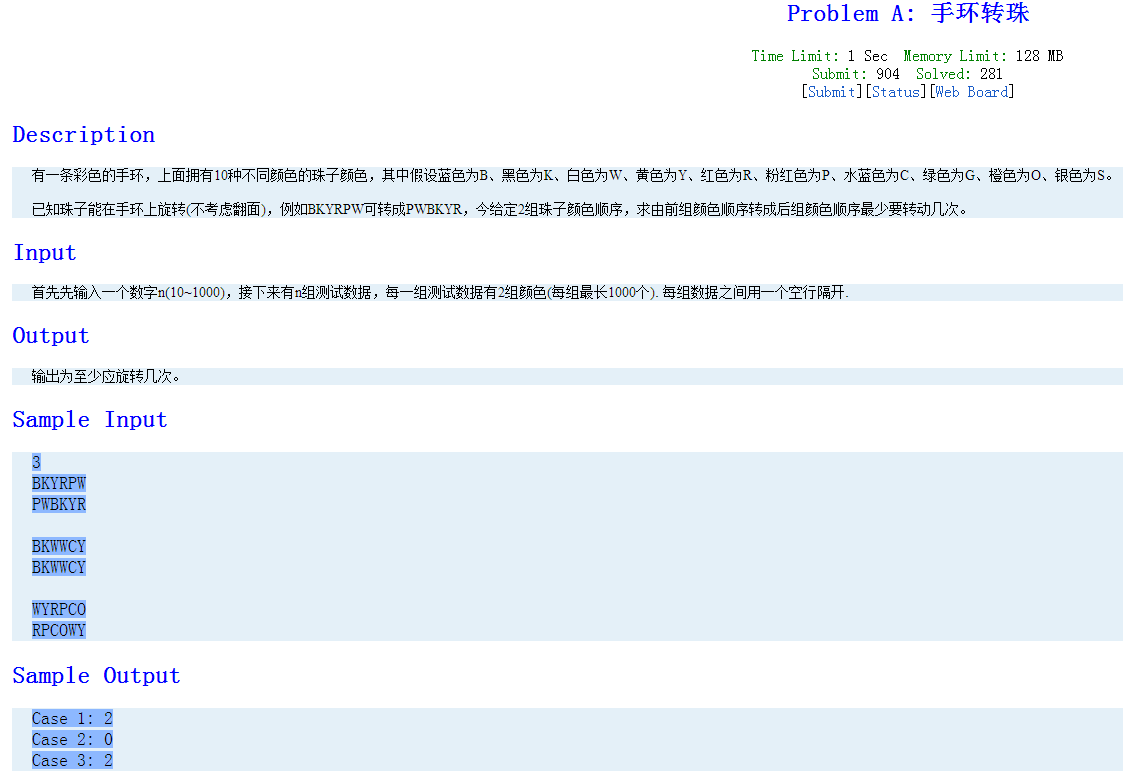 Problem A: 手环转珠
Time Limit: 1 Sec  Memory Limit: 128 MB
Submit: 904  Solved: 281
[Submit][Status][Web Board]
Description
有一条彩色的手环，上面拥有10种不同颜色的珠子颜色，其中假设蓝色为B、黑色为K、白色为W、黄色为Y、红色为R、粉红色为P、水蓝色为C、绿色为G、橙色为O、银色为S。
已知珠子能在手环上旋转(不考虑翻面)，例如BKYRPW可转成PWBKYR，今给定2组珠子颜色顺序，求由前组颜色顺序转成后组颜色顺序最少要转动几次。
Input
首先先输入一个数字n(10~1000)，接下来有n组测试数据，每一组测试数据有2组颜色(每组最长1000个). 每组数据之间用一个空行隔开.
Output
输出为至少应旋转几次。
Sample Input
3
BKYRPW
PWBKYR
BKWWCY
BKWWCY
WYRPCO
RPCOWY
Sample Output
Case 1: 2
Case 2: 0
Case 3: 2